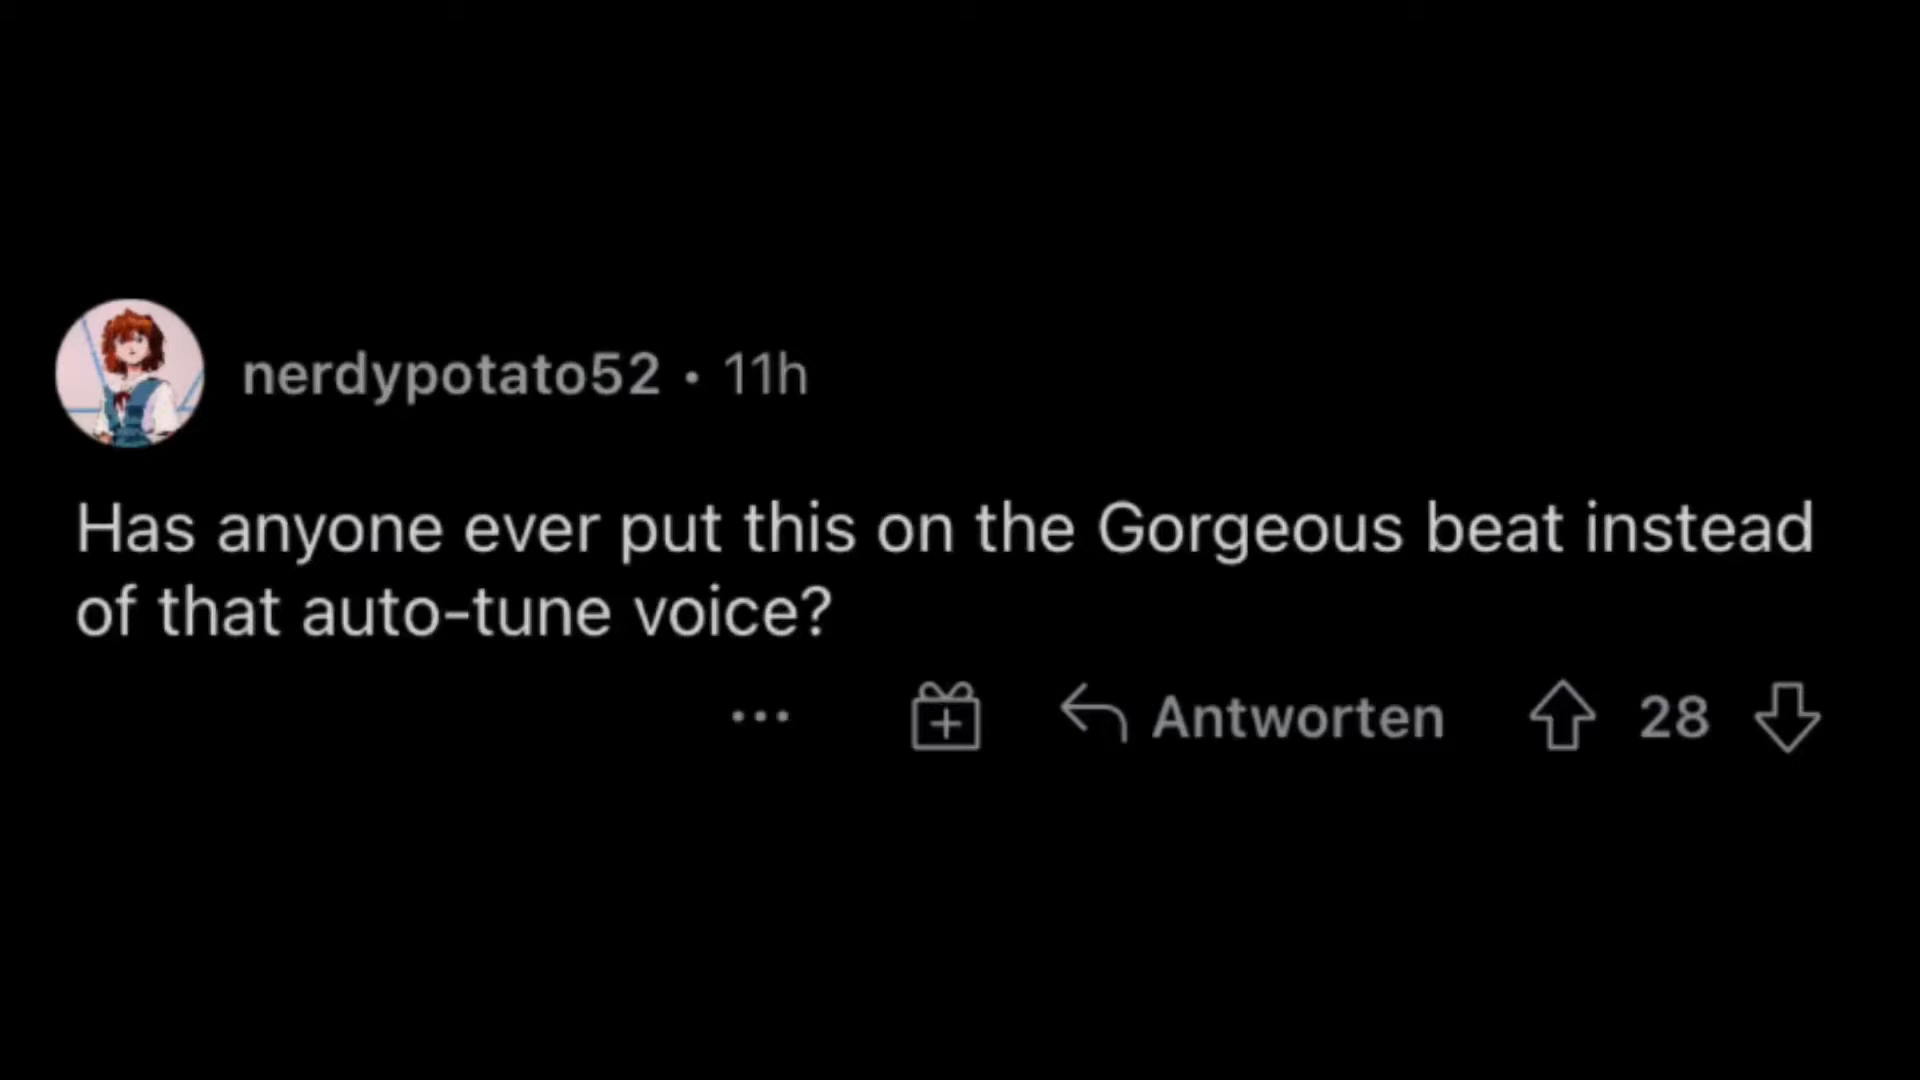 nerdypotato52 • 11h
Has anyone ever put this on the Gorgeous beat instead
of that auto-tune voice?
... Antworten 28